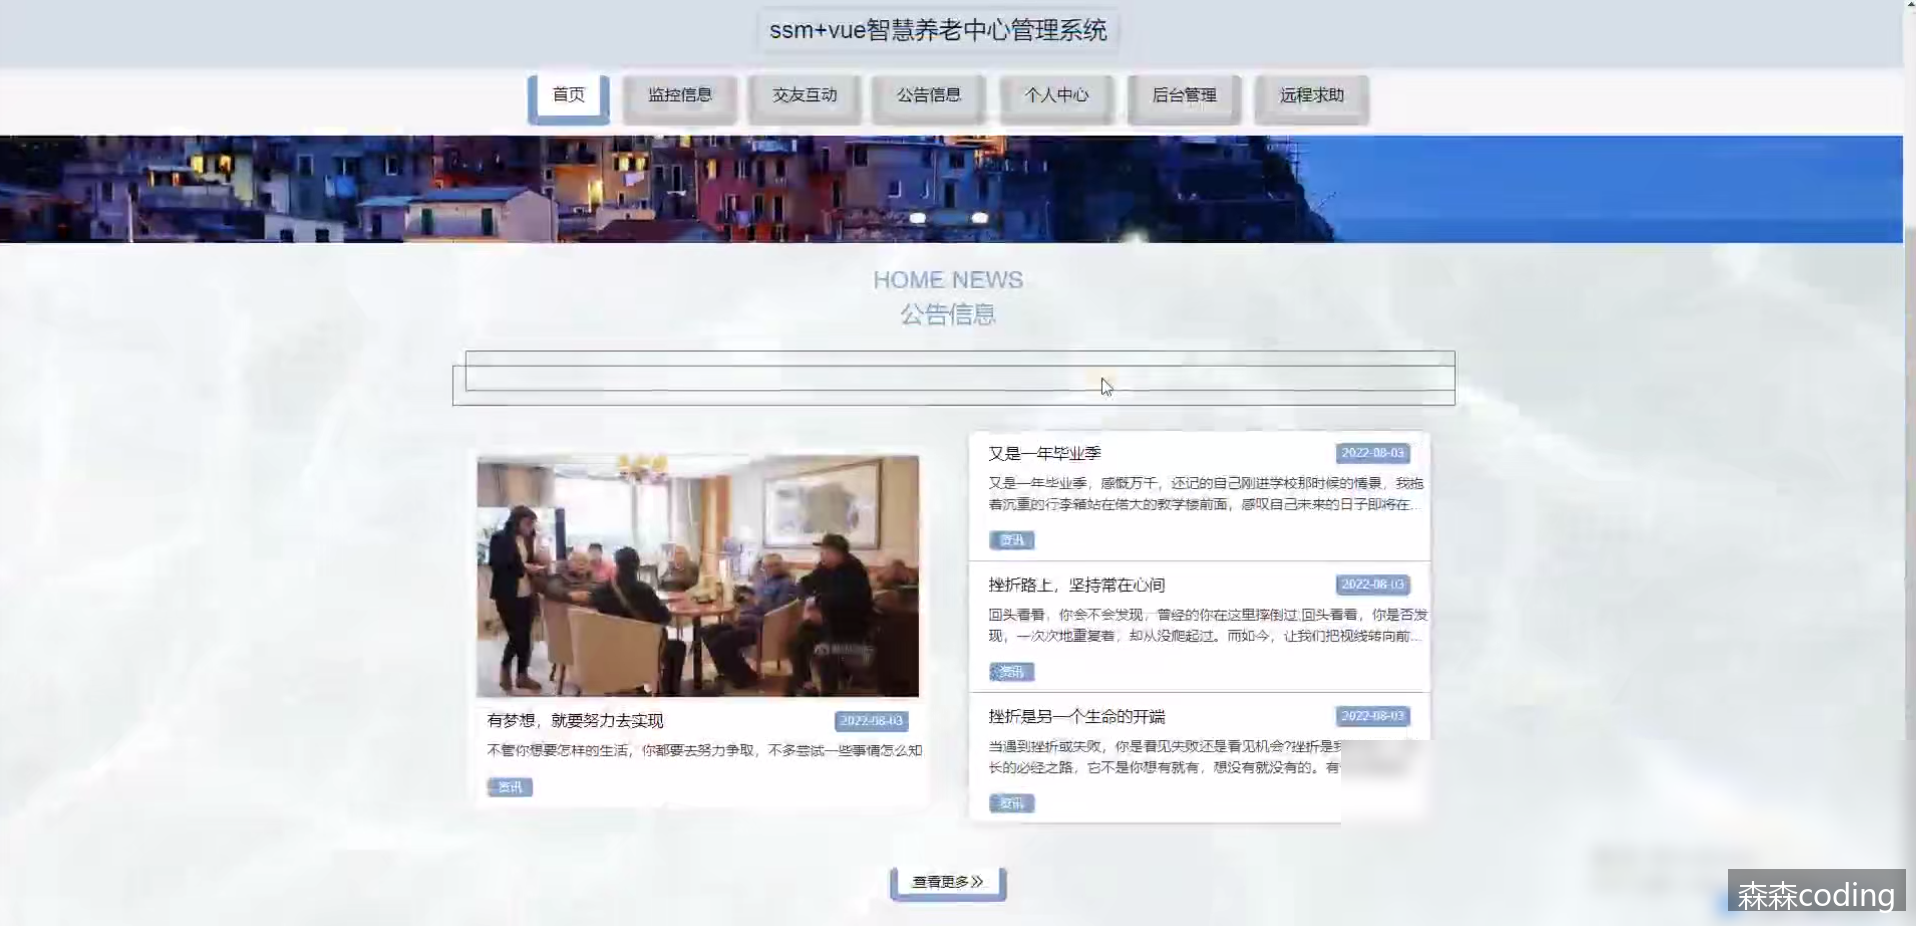 ssm+vue智慧养老中心管理系统
首页
监控信息
交友互动
公告信息
个人中心
后台管理
远程求助
HOME NEWS
公告信息
有梦想，就要努力去实现
2022-08-03
不管你想要怎样的生活，你都要去努力争取，不多尝试一些事情怎么知
资讯
又是一年毕业季
2022-08-03
又是一年毕业季，感慨万千，还记的自己刚进学校那时候的情景，我拖
着沉重的行李箱站在偌大的教学楼前面，感叹自己未来的日子即将在...
资讯
挫折路上，坚持常在心间
2022-08-03
回头看看，你会不会发现，曾经的你在这里摔倒过;回头看看，你是否发
现，一次次地重复着，却从没爬起过。而如今，让我们把视线转向前...
资讯
挫折是另一个生命的开端
2022-08-03
当遇到挫折或失败，你是看见失败还是看见机会?挫折是
长的必经之路，它不是你想有就有，想没有就没有的。有
资讯
查看更多
森森coding